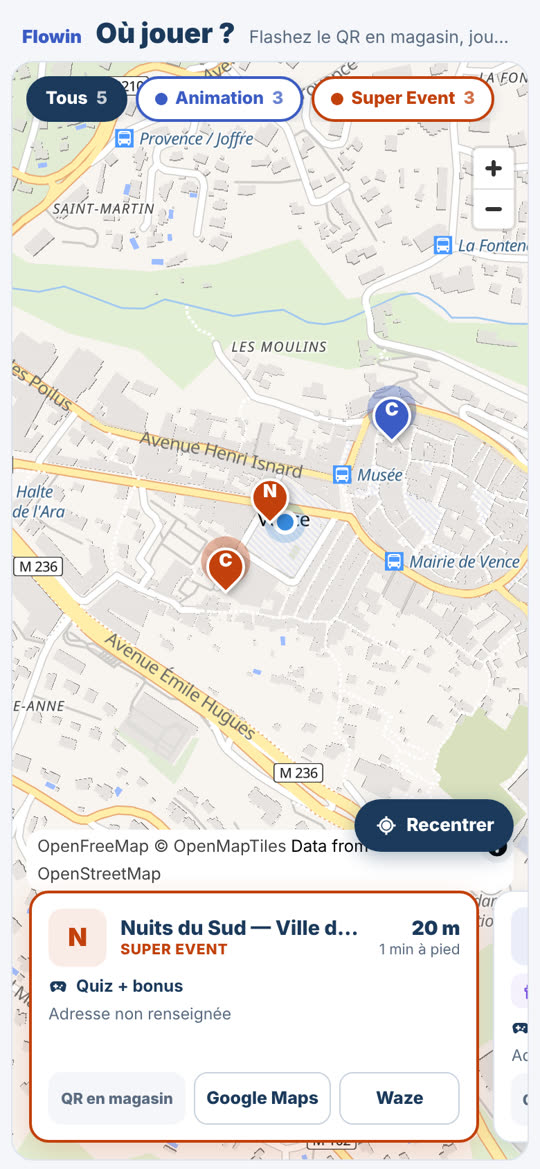 Flowin Où jouer ? Flashez le QR en magasin, jou...
Tous 5
Animation 3
Super Event 3
Provence / Joffre
SAINT-MARTIN
+
−
La Fonten
LES MOULINS
les Poilus
C
Avenue Henri Isnard
Musée
Halte
de l'Ara
N
C
Mairie de Vence
M 236
Avenue Émile Hugues
E-ANNE
M 236
Recentrer
OpenFreeMap © OpenMapTiles Data from
OpenStreetMap
N
Nuits du Sud — Ville d... 20 m
SUPER EVENT 1 min à pied
Quiz + bonus
Adresse non renseignée
QR en magasin
Google Maps
Waze